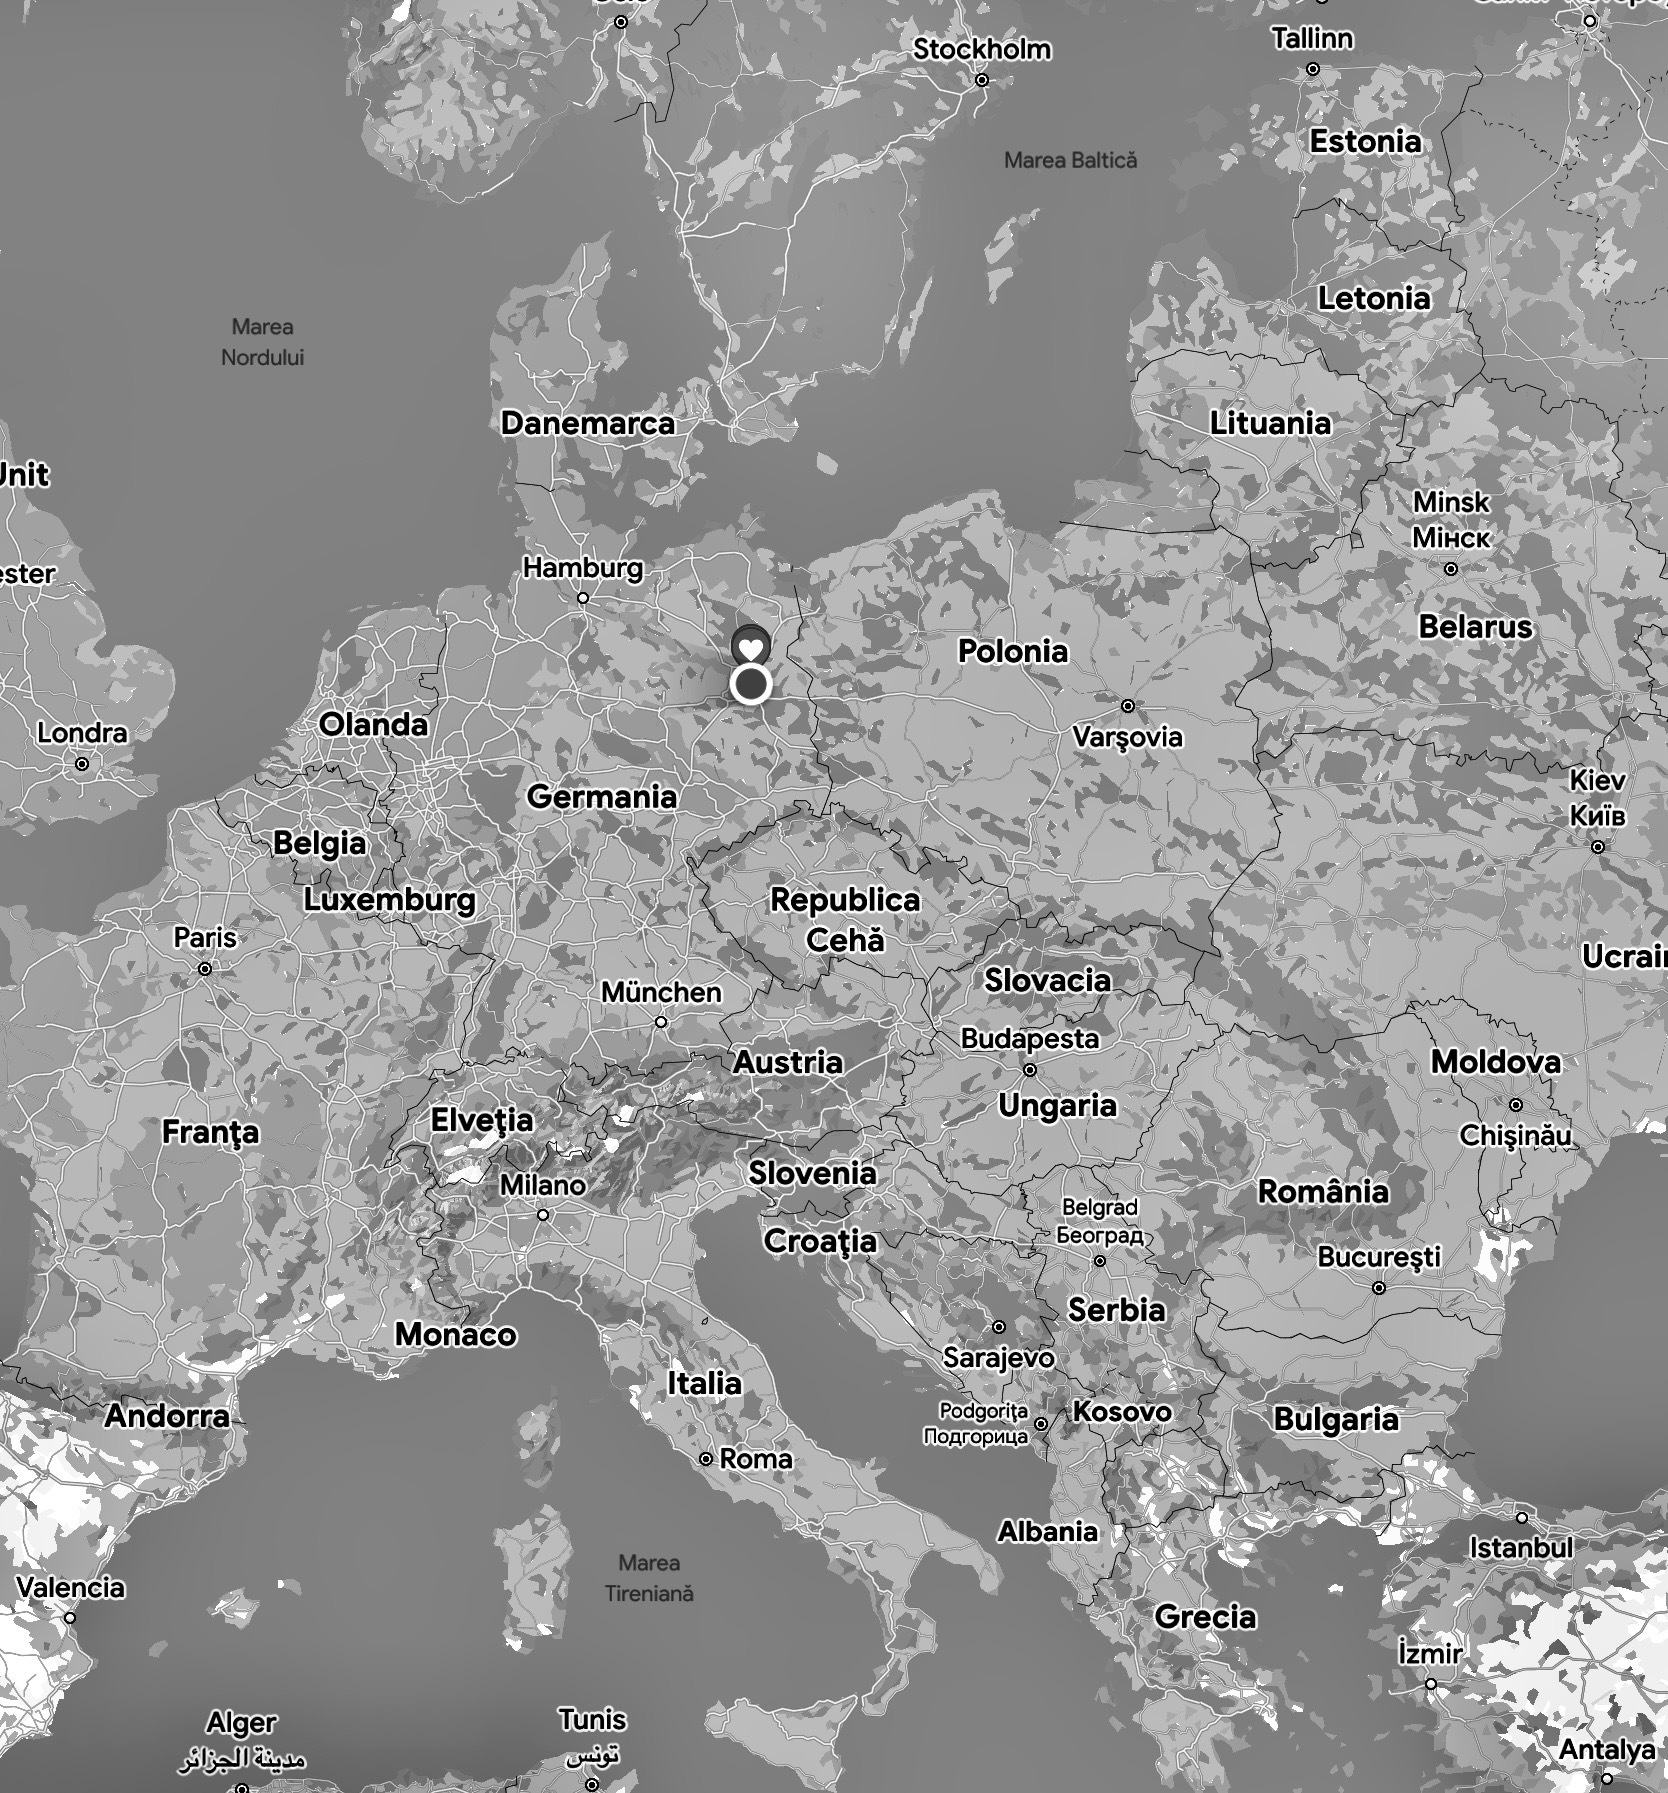 Stockholm
Tallinn
Estonia
Marea Baltică
Letonia
Marea
Nordului
Danemarca
Lituania
Unit
Minsk
Мінск
Hamburg
Belarus
Polonia
Olanda
Londra
Varşovia
Kiev
Київ
Germania
Belgia
Luxemburg
Republica
Cehă
Paris
Slovacia
München
Budapesta
Austria
Moldova
Ungaria
Elveţia
Franţa
Chişinău
Slovenia
Milano
România
Belgrad
Београд
Croaţia
Bucureşti
Serbia
Monaco
Sarajevo
Italia
Andorra
Podgoriţa
Подгорица
Kosovo
Bulgaria
Roma
Albania
Istanbul
Marea
Tireniană
Valencia
Grecia
İzmir
Alger
مدينة الجزائر
Tunis
تونس
Antalya